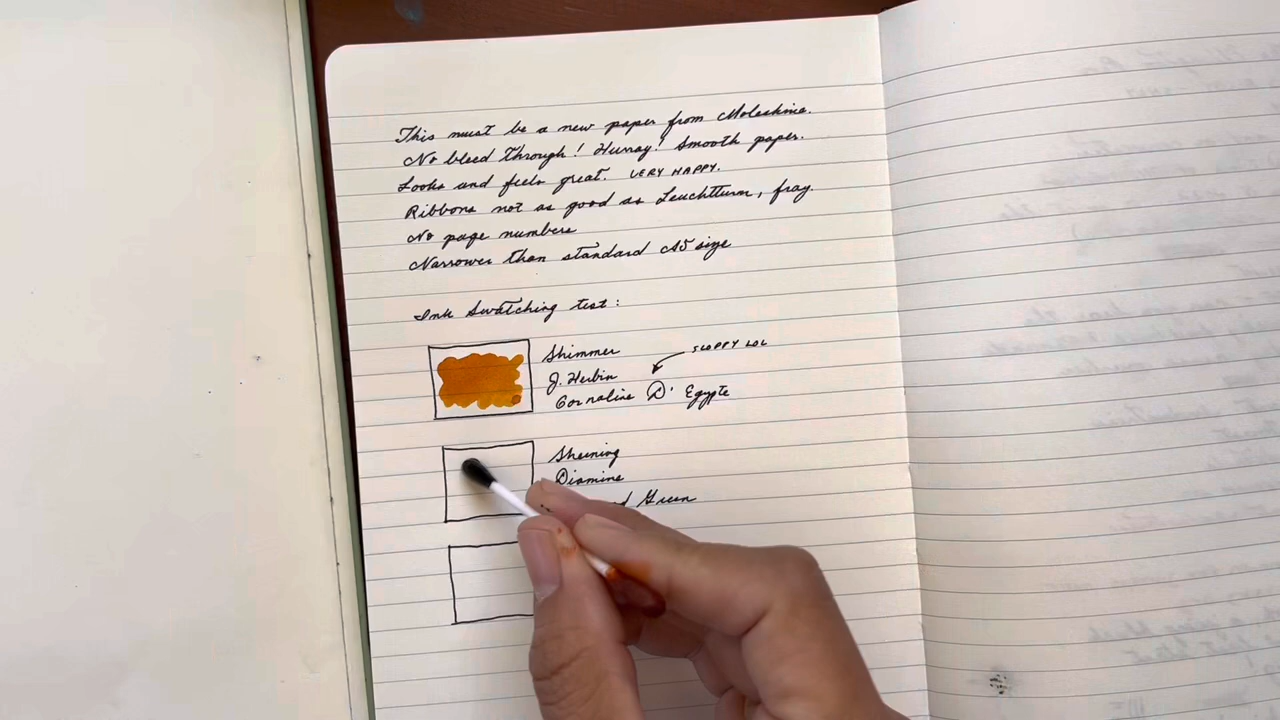 This must be a new paper from Moleskine.
No bleed through! Hurray! Smooth paper.
Looks and feels great. VERY HAPPY.
Ribbons not as good as Leuchtturm, fray.
No page numbers
Narrower than standard A5 size
Ink Swatching test:
Shimmer
SLOPPY LOL
J. Herbin
Cornaline D' Egypte
Sheening
Diamine
Green